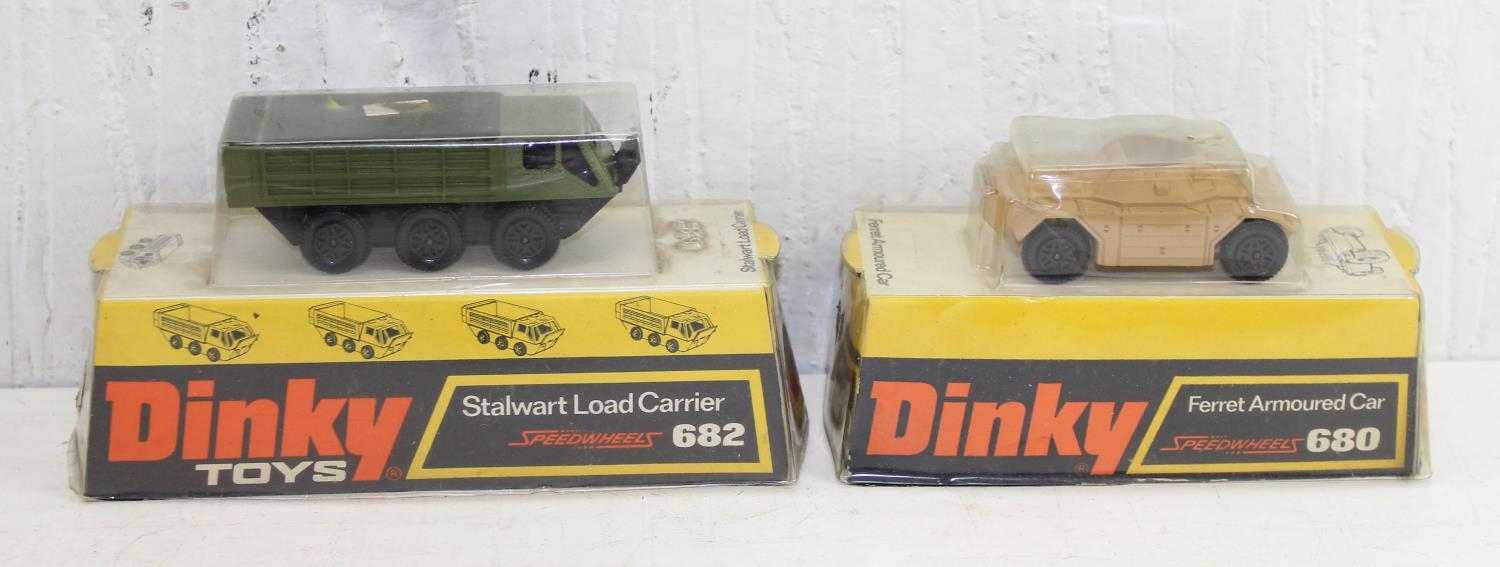 Stalwart Load Carrier
Dinky
TOYS
®
Stalwart Load Carrier
SPEEDWHEELS 682
Ferret Armoured Car
Dinky
®
Ferret Armoured Car
SPEEDWHEELS 680